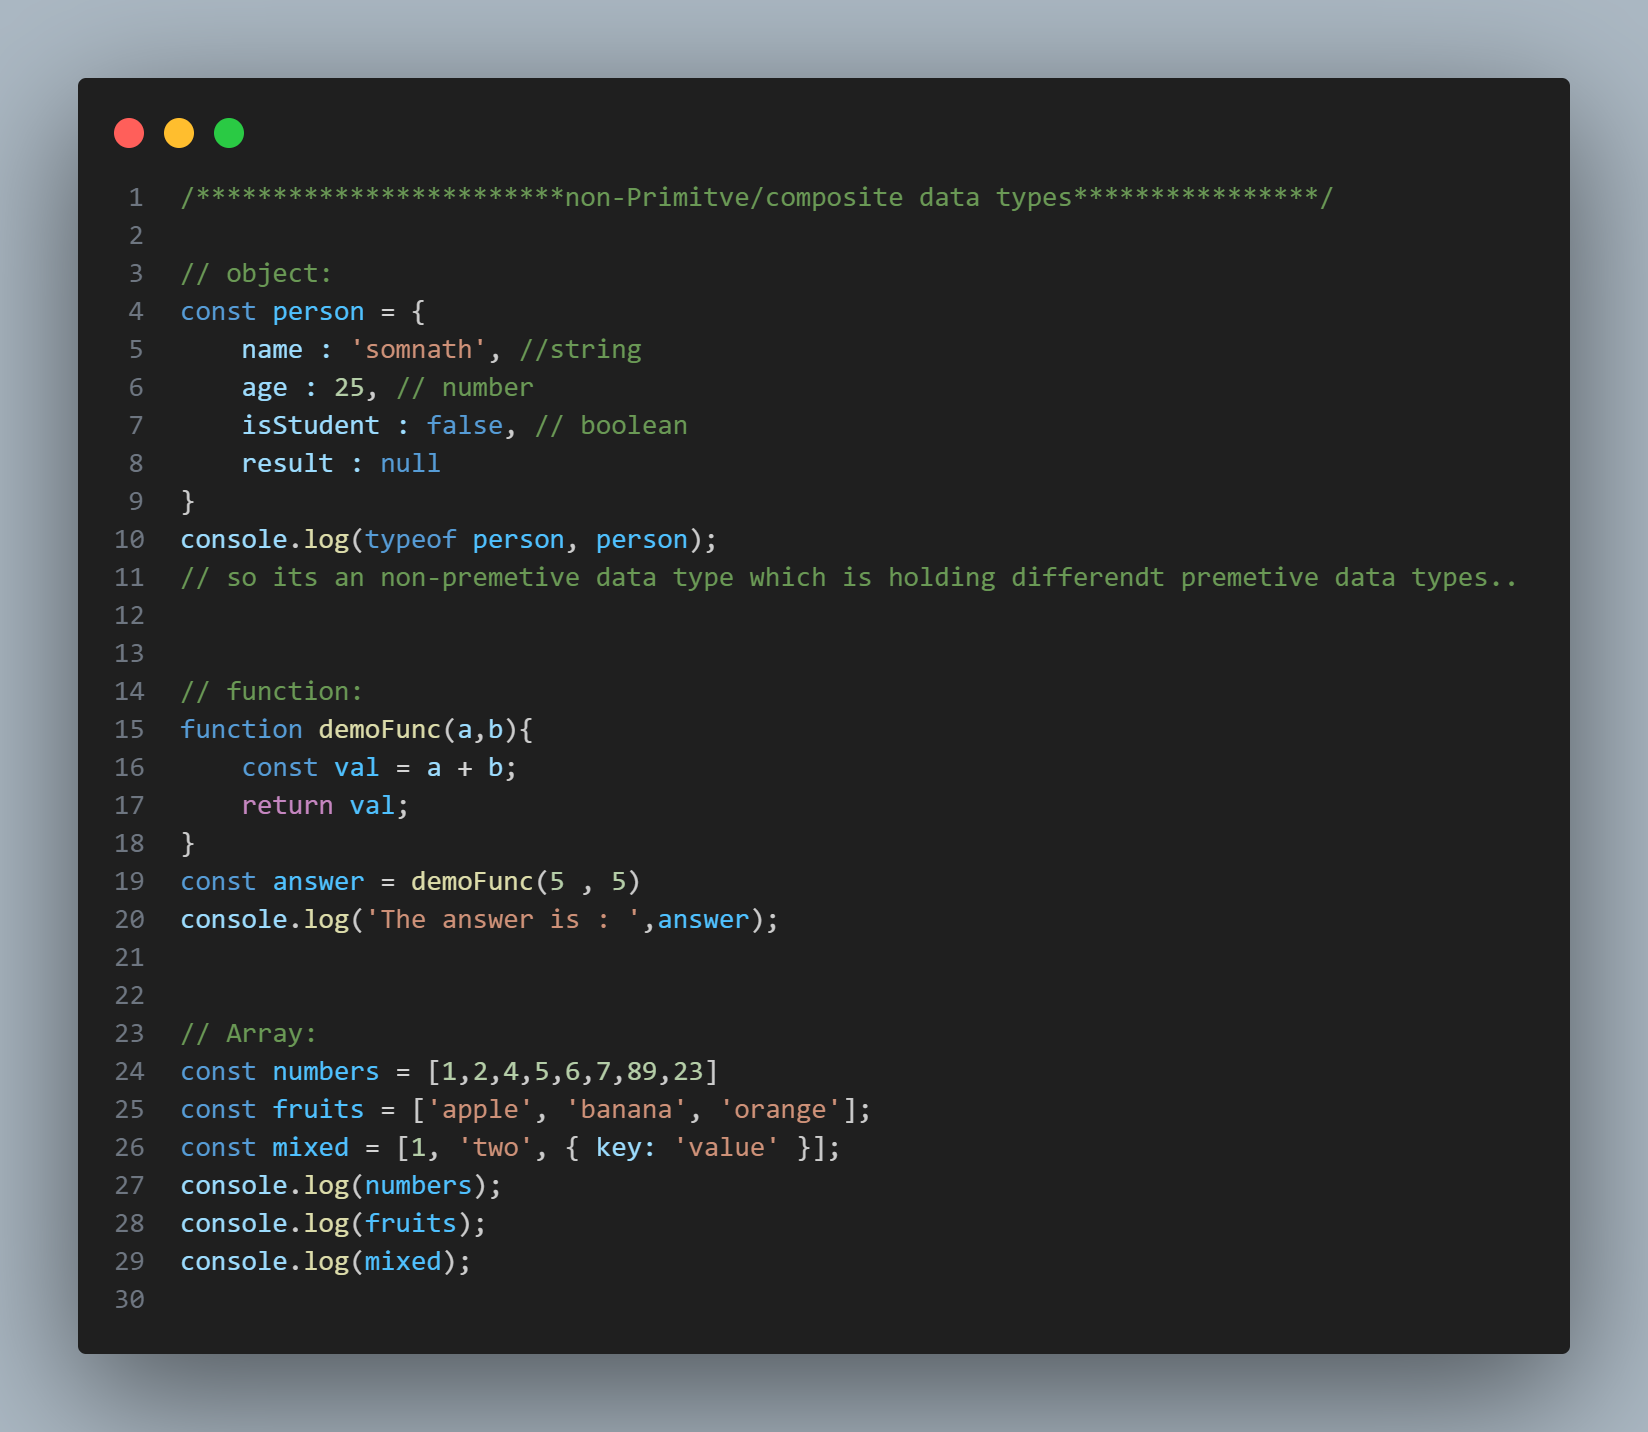 1 /************************non-Primitve/composite data types****************/
2
3 // object:
4 const person = {
5     name : 'somnath', //string
6     age : 25, // number
7     isStudent : false, // boolean
8     result : null
9 }
10 console.log(typeof person, person);
11 // so its an non-premetive data type which is holding differendt premetive data types..
12
13
14 // function:
15 function demoFunc(a,b){
16     const val = a + b;
17     return val;
18 }
19 const answer = demoFunc(5 , 5)
20 console.log('The answer is : ',answer);
21
22
23 // Array:
24 const numbers = [1,2,4,5,6,7,89,23]
25 const fruits = ['apple', 'banana', 'orange'];
26 const mixed = [1, 'two', { key: 'value' }];
27 console.log(numbers);
28 console.log(fruits);
29 console.log(mixed);
30